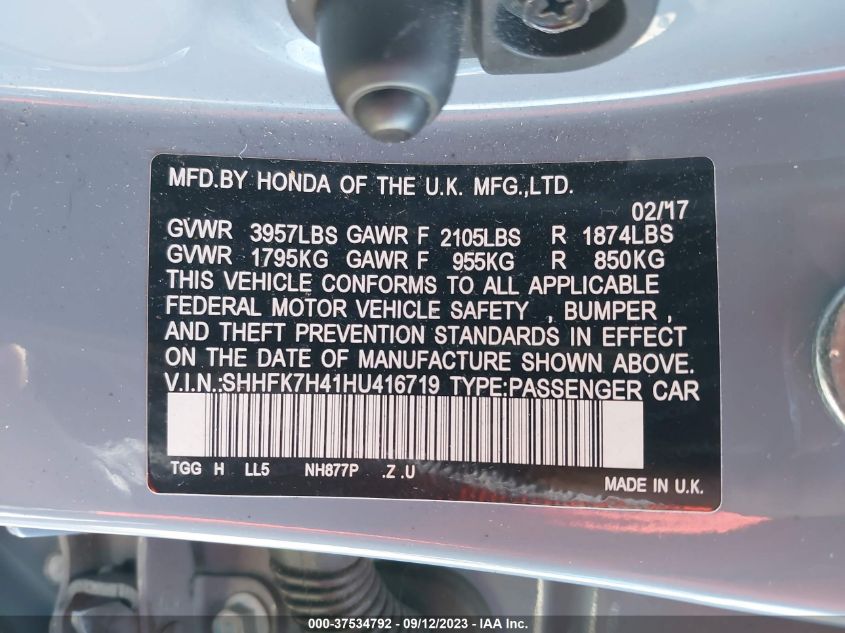 MFD.BY HONDA OF THE U.K. MFG.,LTD.
02/17
GVWR 3957LBS GAWR F 2105LBS R 1874LBS
GVWR 1795KG GAWR F 955KG R 850KG
THIS VEHICLE CONFORMS TO ALL APPLICABLE
FEDERAL MOTOR VEHICLE SAFETY , BUMPER ,
AND THEFT PREVENTION STANDARDS IN EFFECT
ON THE DATE OF MANUFACTURE SHOWN ABOVE.
V.I.N.:SHHFK7H41HU416719 TYPE:PASSENGER CAR
TGG H LL5 NH877P .Z .U
MADE IN U.K.
000-37534792 - 09/12/2023 - IAA Inc.